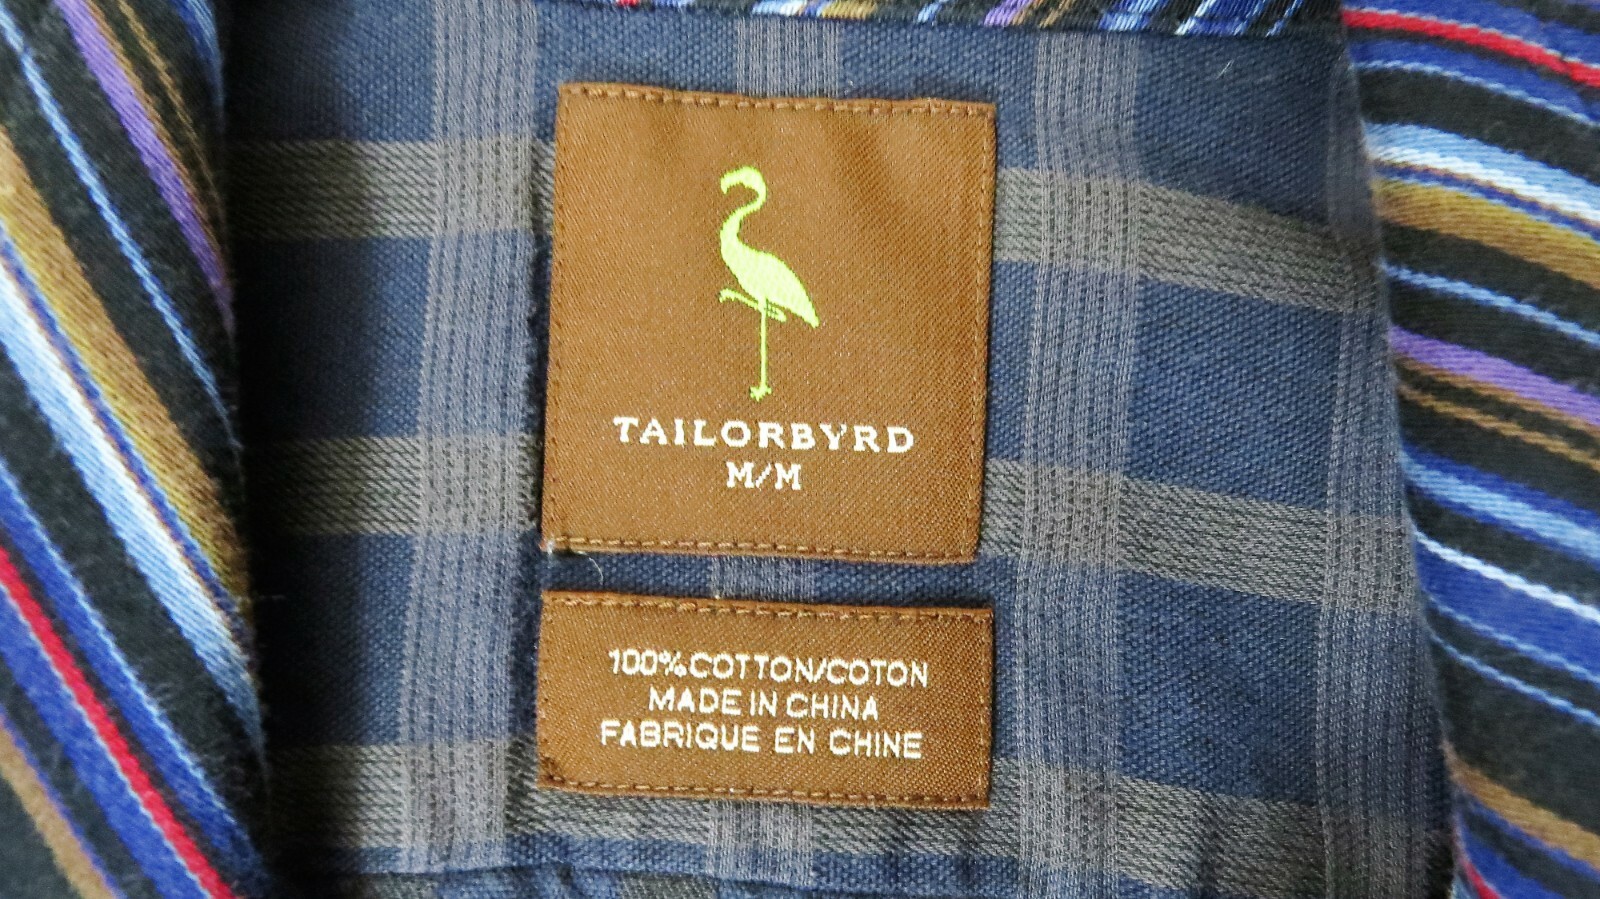 TAILORBYRD
M/M
100% COTTON/COTON
MADE IN CHINA
FABRIQUE EN CHINE